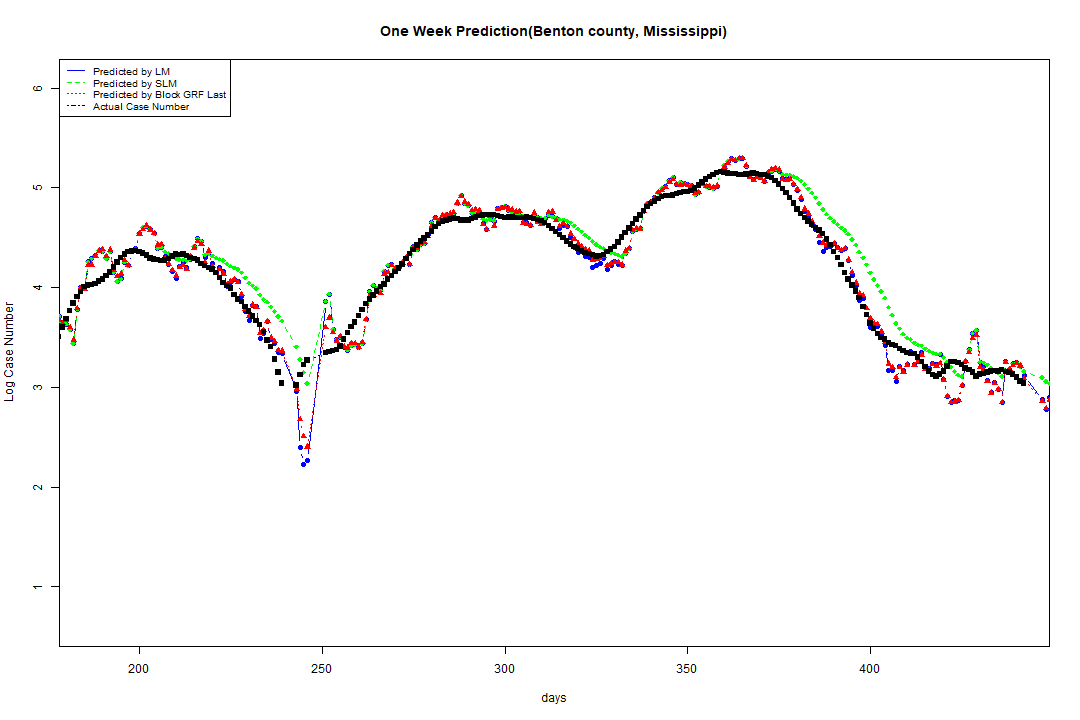 One Week Prediction(Benton county, Mississippi)
Predicted by LM
Predicted by SLM
Predicted by Block GRF Last
Actual Case Number
6
5
4
3
2
1
Log Case Number
200 250 300 350 400
days